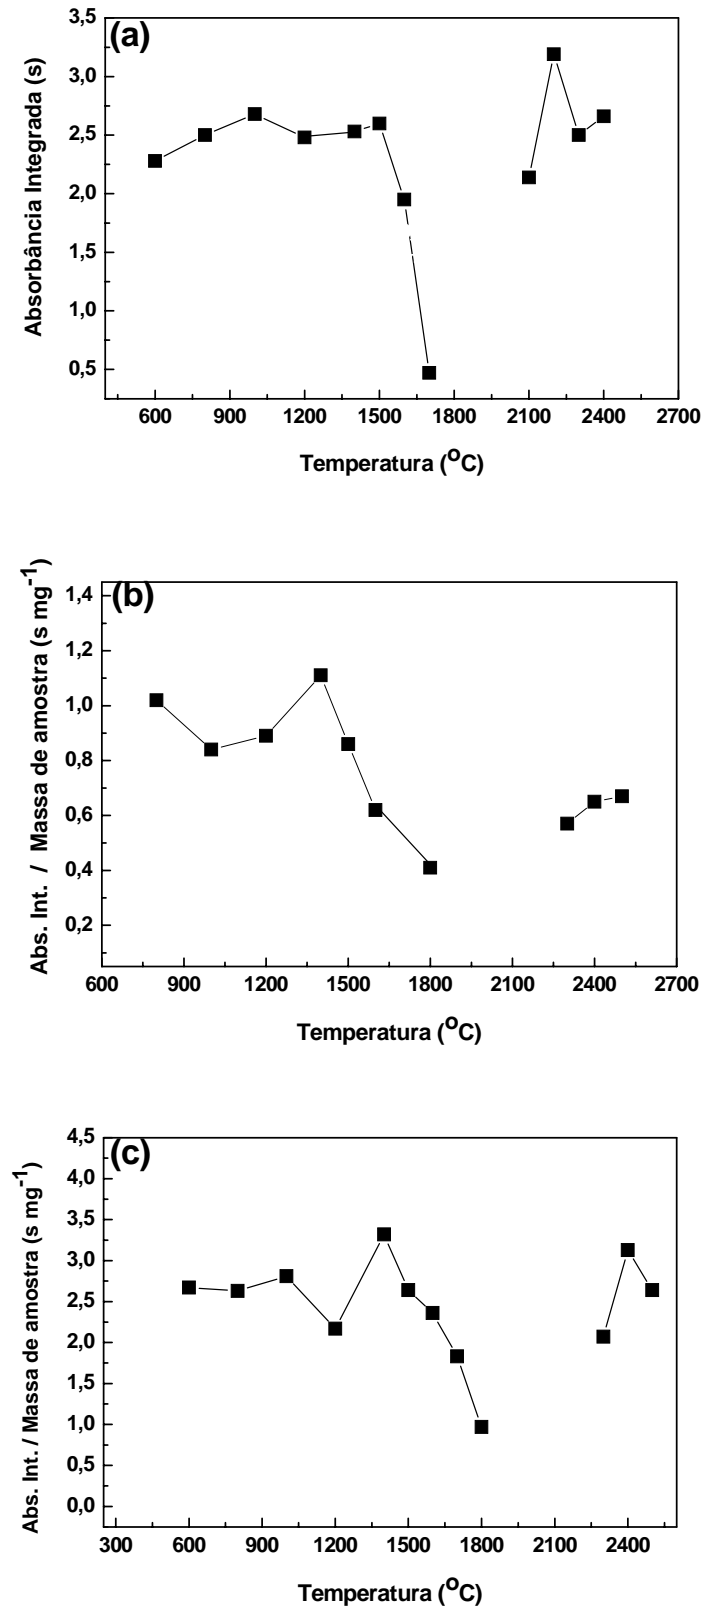 (a)
Absorbância Integrada (s)
3,5
3,0
2,5
2,0
1,5
1,0
0,5
600 900 1200 1500 1800 2100 2400 2700
Temperatura (ºC)
(b)
Abs. Int. / Massa de amostra (s mg⁻¹)
1,4
1,2
1,0
0,8
0,6
0,4
0,2
600 900 1200 1500 1800 2100 2400 2700
Temperatura (ºC)
(c)
Abs. Int. / Massa de amostra (s mg⁻¹)
4,5
4,0
3,5
3,0
2,5
2,0
1,5
1,0
0,5
0,0
300 600 900 1200 1500 1800 2100 2400
Temperatura (ºC)